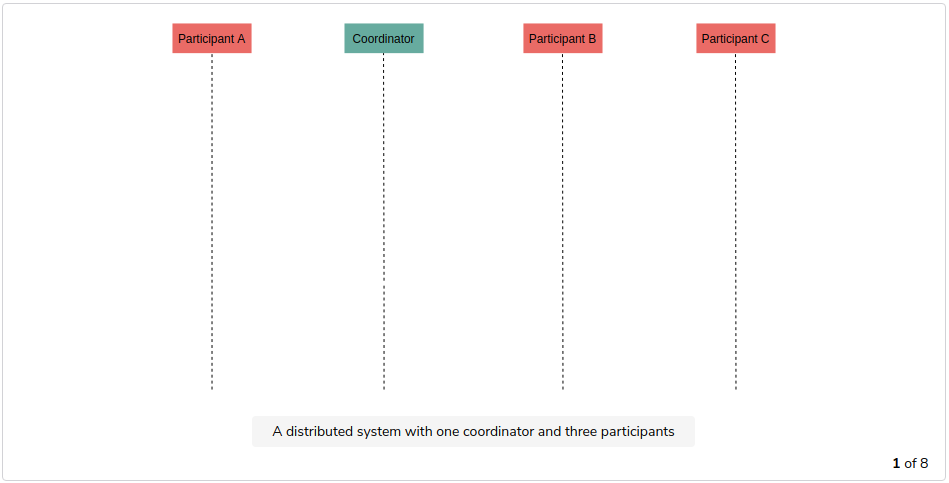 Participant A
Coordinator
Participant B
Participant C
A distributed system with one coordinator and three participants
1 of 8